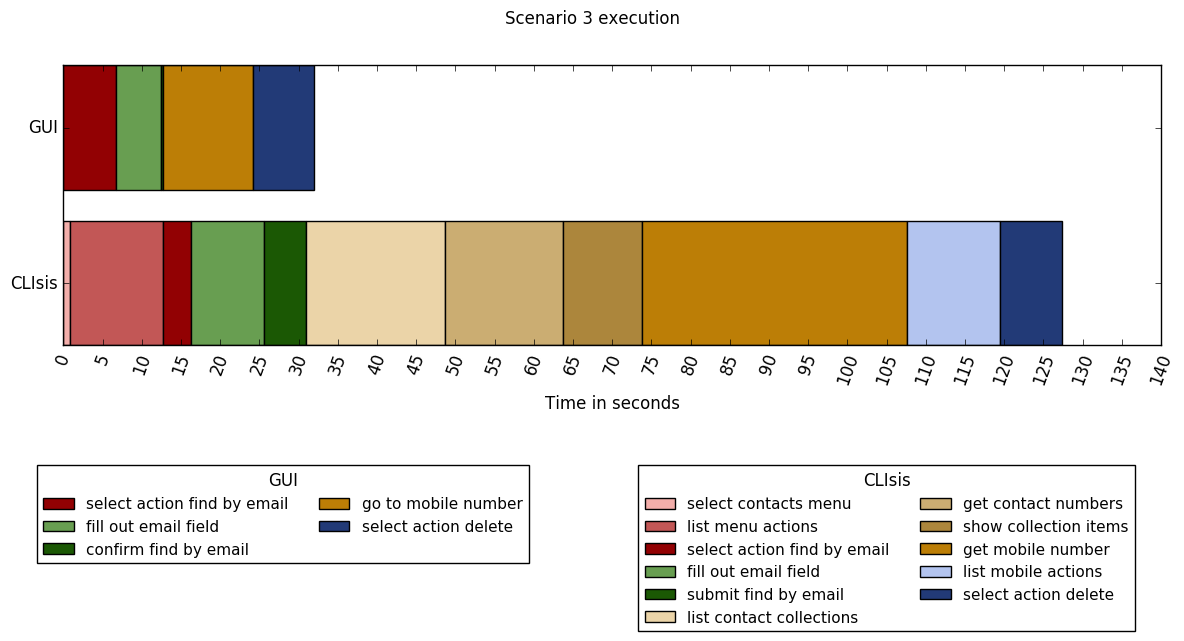 Scenario 3 execution
GUI
CLIsis
0 5 10 15 20 25 30 35 40 45 50 55 60 65 70 75 80 85 90 95 100 105 110 115 120 125 130 135 140
Time in seconds
GUI
select action find by email
fill out email field
confirm find by email
go to mobile number
select action delete
CLIsis
select contacts menu
list menu actions
select action find by email
fill out email field
submit find by email
list contact collections
get contact numbers
show collection items
get mobile number
list mobile actions
select action delete